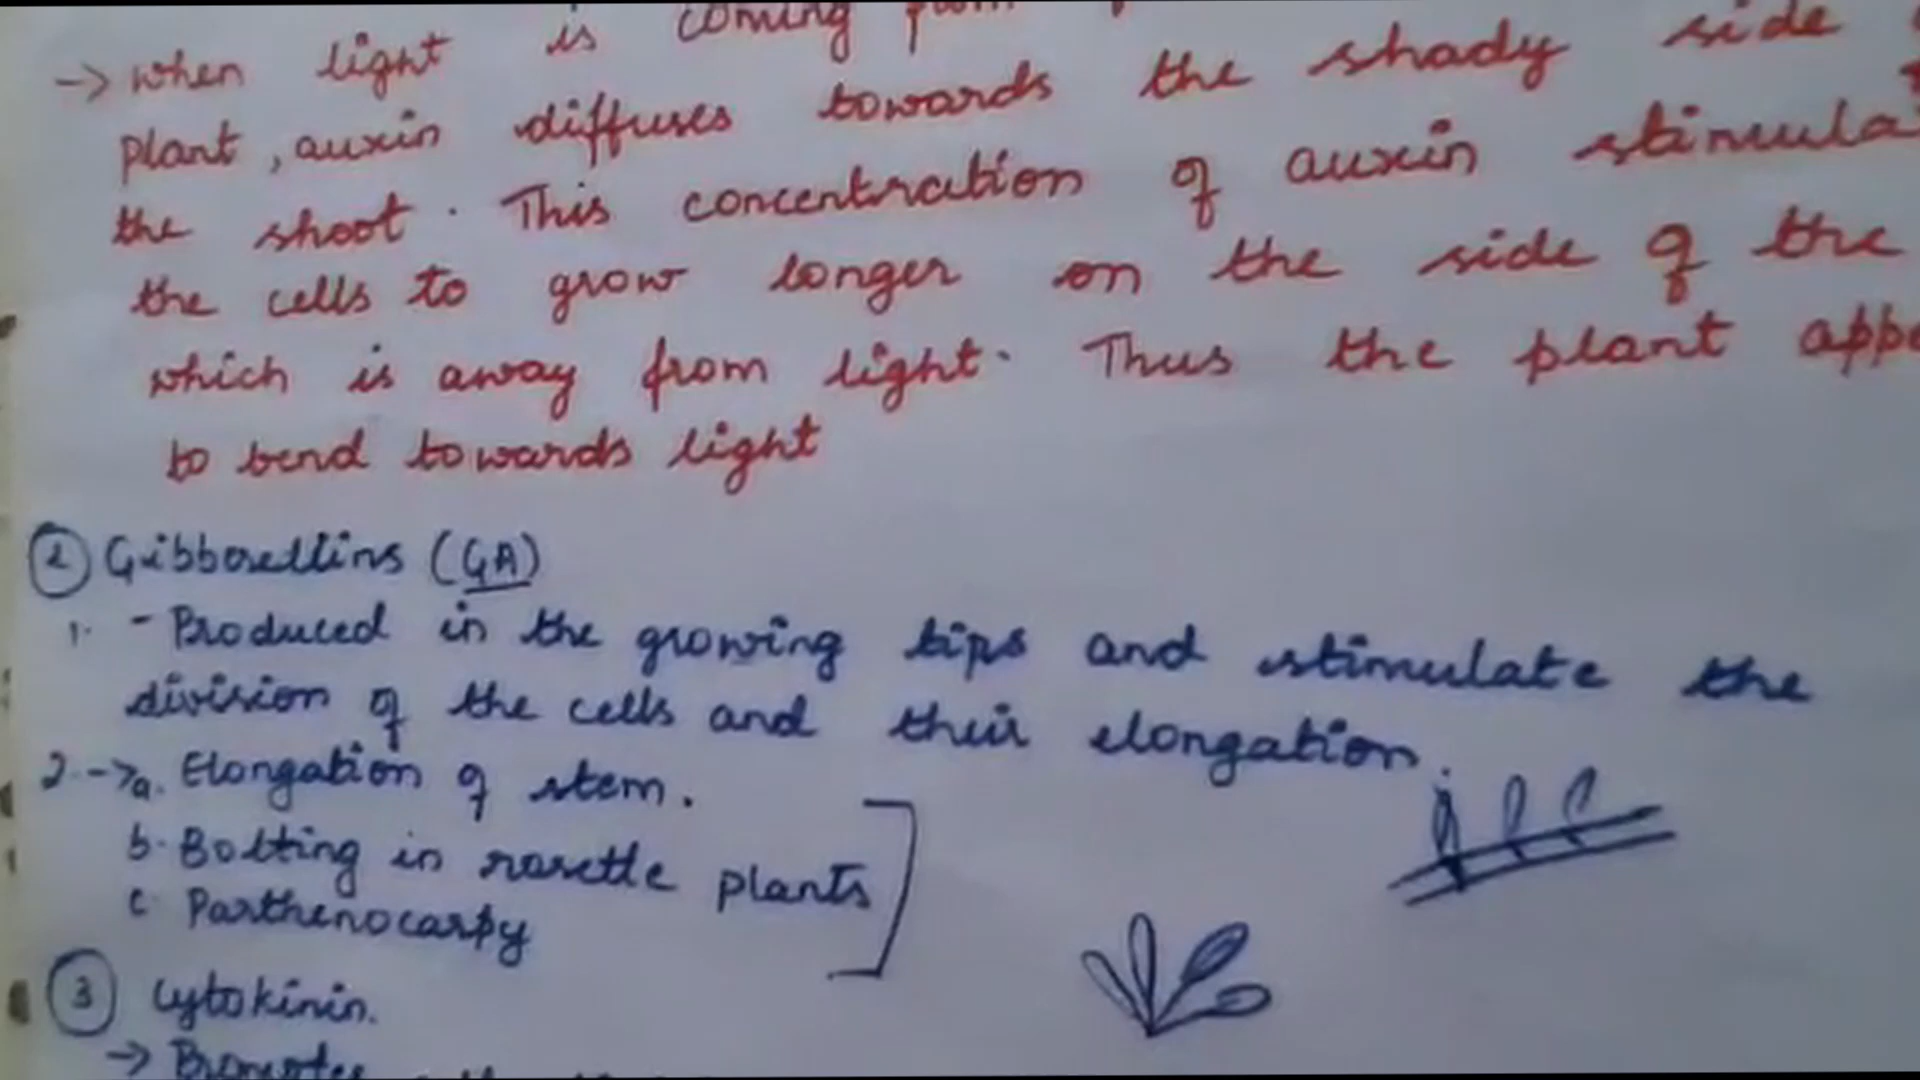 → when light is coming from
plant, auxin diffuses towards the shady side
the shoot. This concentration of auxin stimula
the cells to grow longer on the side of the
which is away from light. Thus the plant appe
to bend towards light
② Gibberellins (GA)
1. - Produced in the growing tips and stimulate the
division of the cells and their elongation.
2 → a. Elongation of stem.
b. Bolting in rosette plants
c. Parthenocarpy
③ Cytokinin.
→ Promotes